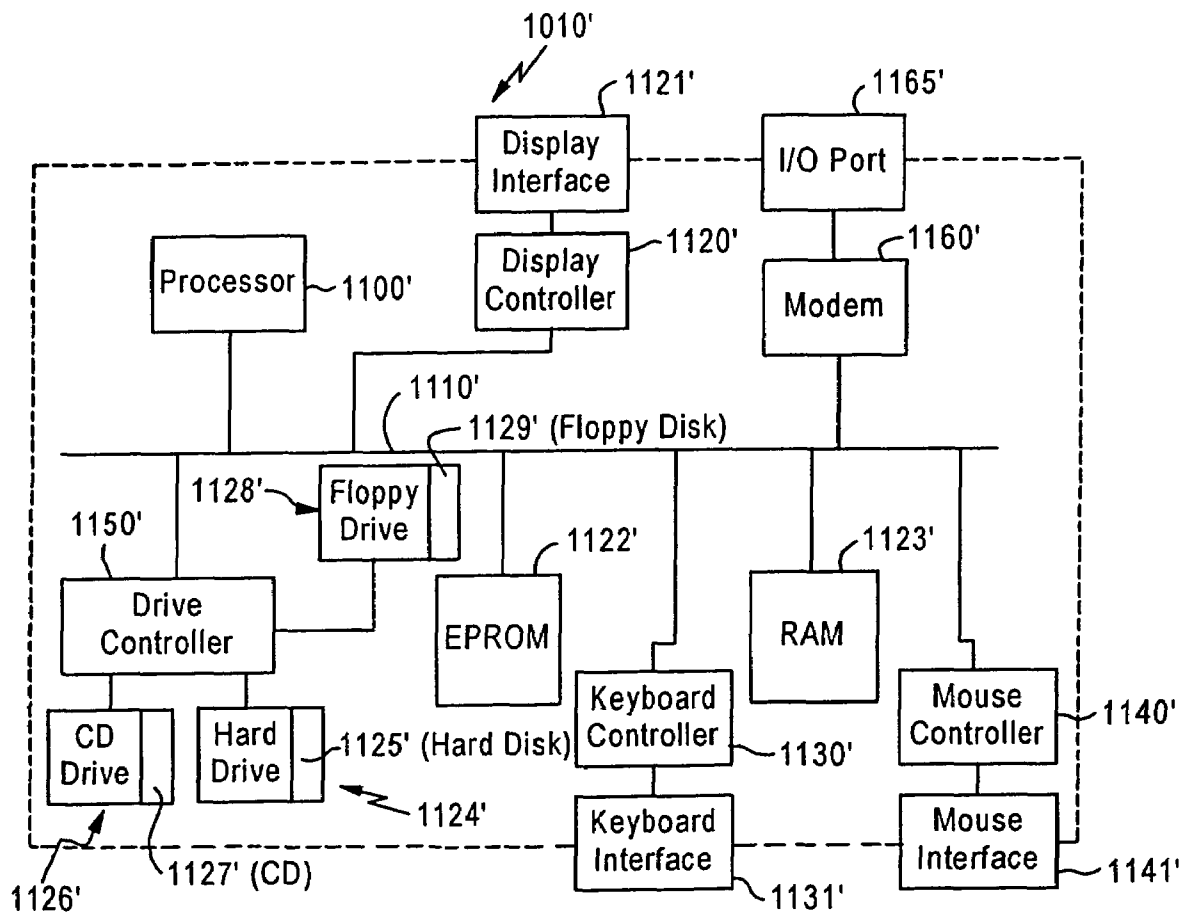 1010'
1121'
1165'
Display
Interface
I/O Port
1120'
1160'
Processor
1100'
Display
Controller
Modem
1110'
1129' (Floppy Disk)
1128'
Floppy
Drive
1150'
1122'
1123'
Drive
Controller
EPROM
RAM
Keyboard
Controller
Mouse
Controller
1140'
CD
Drive
Hard
Drive
1125' (Hard Disk)
1130'
1124'
Keyboard
Interface
Mouse
Interface
1126'
1127' (CD)
1131'
1141'